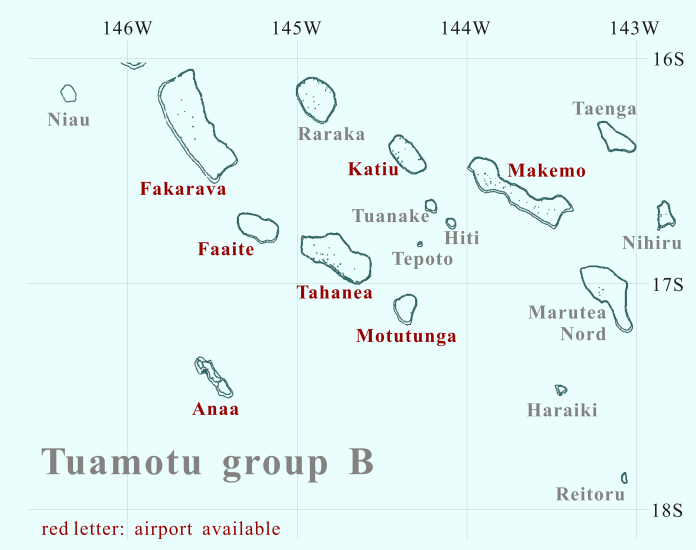 146W 145W 144W 143W
16S
Niau
Raraka
Taenga
Katiu
Makemo
Fakarava
Tuanake
Hiti
Nihiru
Faaite
Tepoto
17S
Tahanea
Marutea
Nord
Motutunga
Anaa
Haraiki
Tuamotu group B
Reitoru
18S
red letter: airport available